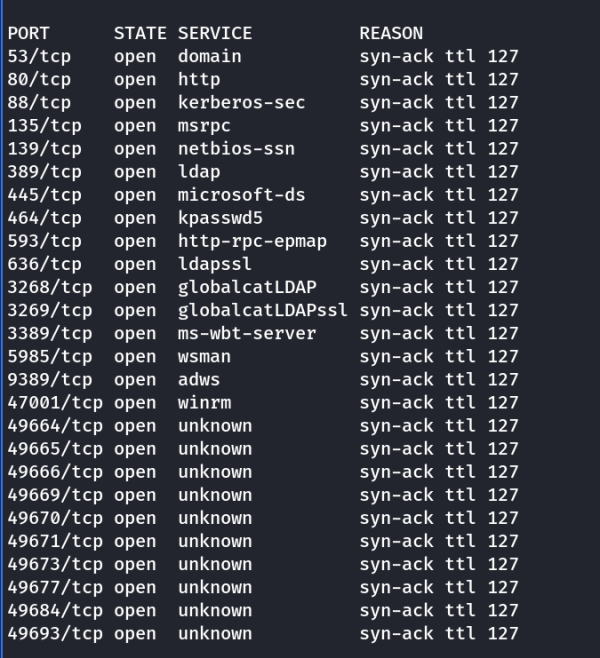 PORT STATE SERVICE REASON
53/tcp open domain syn-ack ttl 127
80/tcp open http syn-ack ttl 127
88/tcp open kerberos-sec syn-ack ttl 127
135/tcp open msrpc syn-ack ttl 127
139/tcp open netbios-ssn syn-ack ttl 127
389/tcp open ldap syn-ack ttl 127
445/tcp open microsoft-ds syn-ack ttl 127
464/tcp open kpasswd5 syn-ack ttl 127
593/tcp open http-rpc-epmap syn-ack ttl 127
636/tcp open ldapssl syn-ack ttl 127
3268/tcp open globalcatLDAP syn-ack ttl 127
3269/tcp open globalcatLDAPssl syn-ack ttl 127
3389/tcp open ms-wbt-server syn-ack ttl 127
5985/tcp open wsman syn-ack ttl 127
9389/tcp open adws syn-ack ttl 127
47001/tcp open winrm syn-ack ttl 127
49664/tcp open unknown syn-ack ttl 127
49665/tcp open unknown syn-ack ttl 127
49666/tcp open unknown syn-ack ttl 127
49669/tcp open unknown syn-ack ttl 127
49670/tcp open unknown syn-ack ttl 127
49671/tcp open unknown syn-ack ttl 127
49673/tcp open unknown syn-ack ttl 127
49677/tcp open unknown syn-ack ttl 127
49684/tcp open unknown syn-ack ttl 127
49693/tcp open unknown syn-ack ttl 127